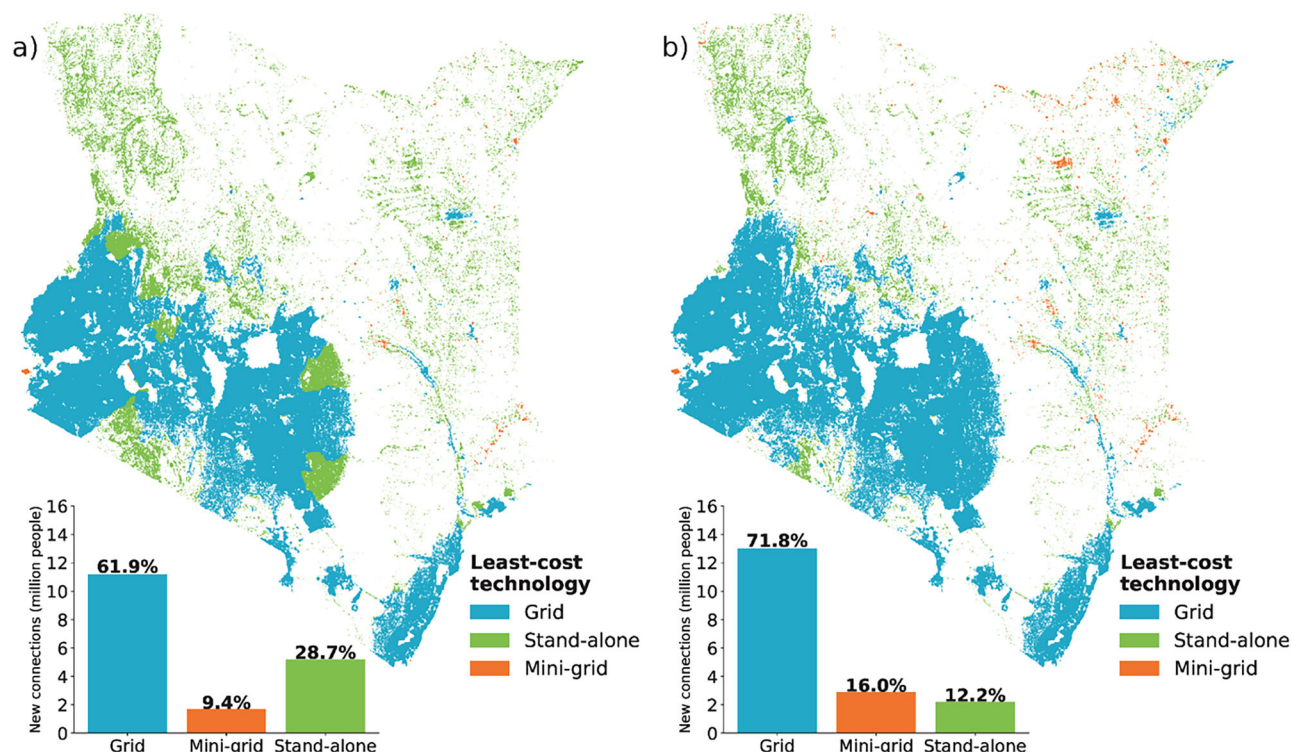 a)
New connections (million people)
16
14
12
10
8
6
4
2
0
61.9%
9.4%
28.7%
Grid
Mini-grid
Stand-alone
Least-cost
technology
Grid
Stand-alone
Mini-grid
b)
New connections (million people)
16
14
12
10
8
6
4
2
0
71.8%
16.0%
12.2%
Grid
Mini-grid
Stand-alone
Least-cost
technology
Grid
Stand-alone
Mini-grid